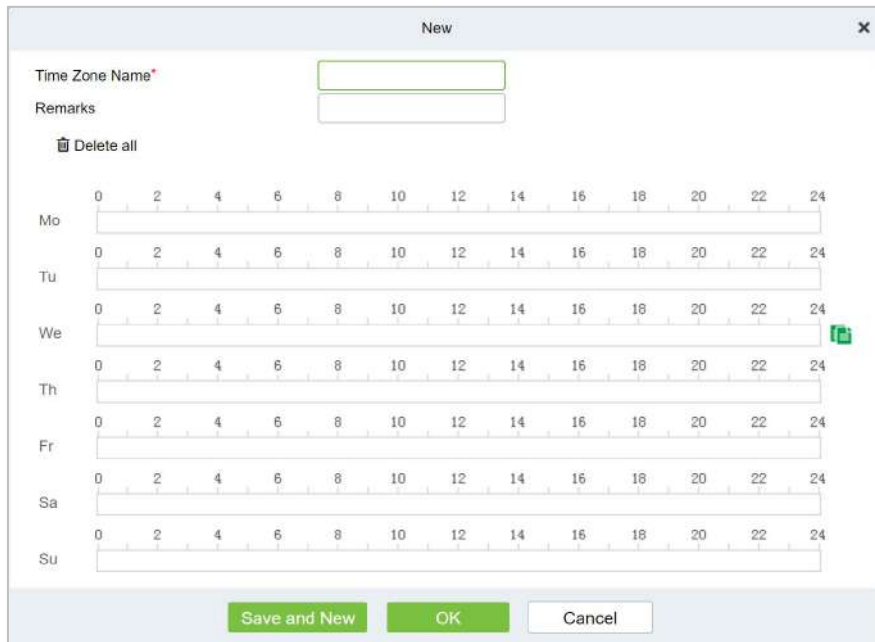 New
Time Zone Name*
Remarks
Delete all
0 2 4 6 8 10 12 14 16 18 20 22 24
Mo
0 2 4 6 8 10 12 14 16 18 20 22 24
Tu
0 2 4 6 8 10 12 14 16 18 20 22 24
We
0 2 4 6 8 10 12 14 16 18 20 22 24
Th
0 2 4 6 8 10 12 14 16 18 20 22 24
Fr
0 2 4 6 8 10 12 14 16 18 20 22 24
Sa
0 2 4 6 8 10 12 14 16 18 20 22 24
Su
Save and New OK Cancel